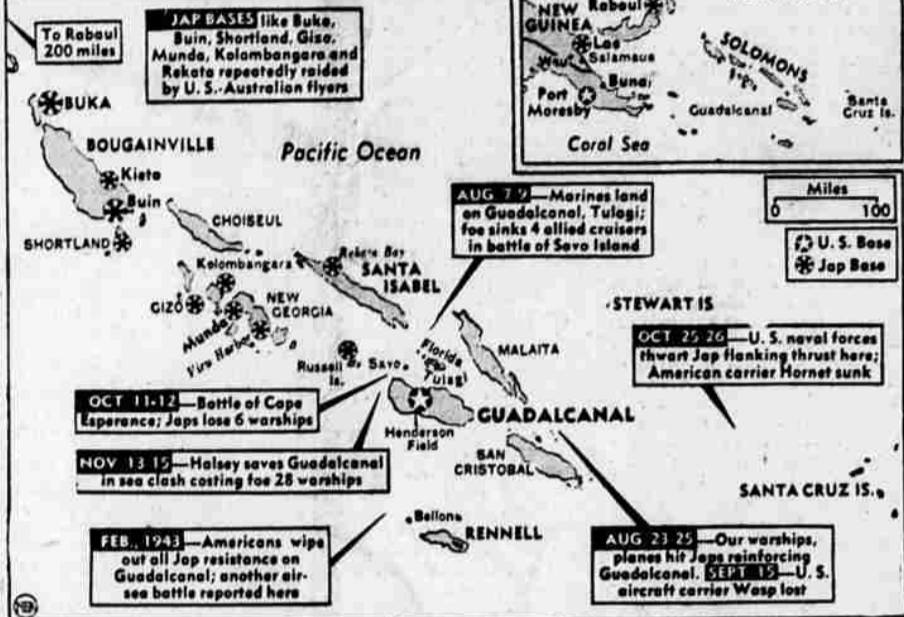 To Rabaul
200 miles
JAP BASES like Buka,
Buin, Shortland, Gizo,
Munda, Kolombangara and
Rekata repeatedly raided
by U.S.-Australian flyers
NEW
GUINEA
Rabaul
Lae
Salamaua
Wau
Buna
Port
Moresby
Coral Sea
SOLOMONS
Guadalcanal
Santa
Cruz Is.
BUKA
BOUGAINVILLE
Kieta
Buin
SHORTLAND
Pacific Ocean
CHOISEUL
Kolombangara
GIZO
Munda
NEW
GEORGIA
Viru Harbor
Rekata Bay
SANTA
ISABEL
AUG 7-9—Marines land
on Guadalcanal, Tulagi;
foe sinks 4 allied cruisers
in battle of Savo Island
Miles
0 100
U.S. Base
Jap Base
STEWART IS
OCT 25-26—U. S. naval forces
thwart Jap flanking thrust here;
American carrier Hornet sunk
Russell
Is.
Savo
Florida
Tulagi
MALAITA
OCT 11-12—Battle of Cape
Esperance; Japs lose 6 warships
GUADALCANAL
Henderson
Field
NOV 13-15—Halsey saves Guadalcanal
in sea clash costing foe 28 warships
SAN
CRISTOBAL
SANTA CRUZ IS.
Bellona
RENNELL
FEB., 1943—Americans wipe
out all Jap resistance on
Guadalcanal; another air-
sea battle reported here
AUG 23-25—Our warships,
planes hit Japs reinforcing
Guadalcanal. SEPT 15—U. S.
aircraft carrier Wasp lost